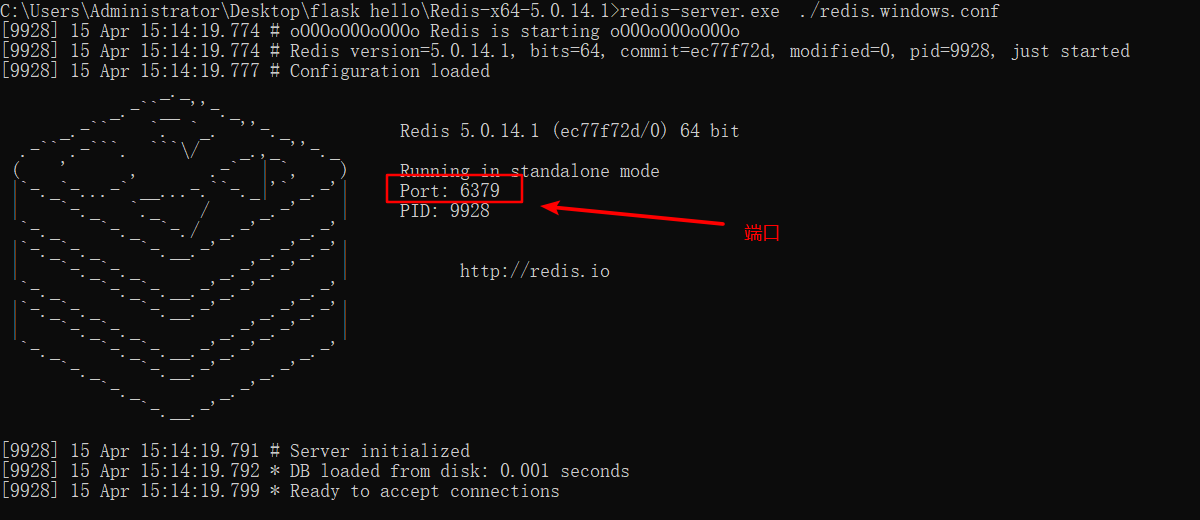 C:\Users\Administrator\Desktop\flask hello\Redis-x64-5.0.14.1>redis-server.exe  ./redis.windows.conf
[9928] 15 Apr 15:14:19.774 # oO0OoO0OoO0Oo Redis is starting oO0OoO0OoO0Oo
[9928] 15 Apr 15:14:19.774 # Redis version=5.0.14.1, bits=64, commit=ec77f72d, modified=0, pid=9928, just started
[9928] 15 Apr 15:14:19.777 # Configuration loaded
Redis 5.0.14.1 (ec77f72d/0) 64 bit
Running in standalone mode
Port: 6379
PID: 9928
端口
http://redis.io
[9928] 15 Apr 15:14:19.791 # Server initialized
[9928] 15 Apr 15:14:19.792 * DB loaded from disk: 0.001 seconds
[9928] 15 Apr 15:14:19.799 * Ready to accept connections